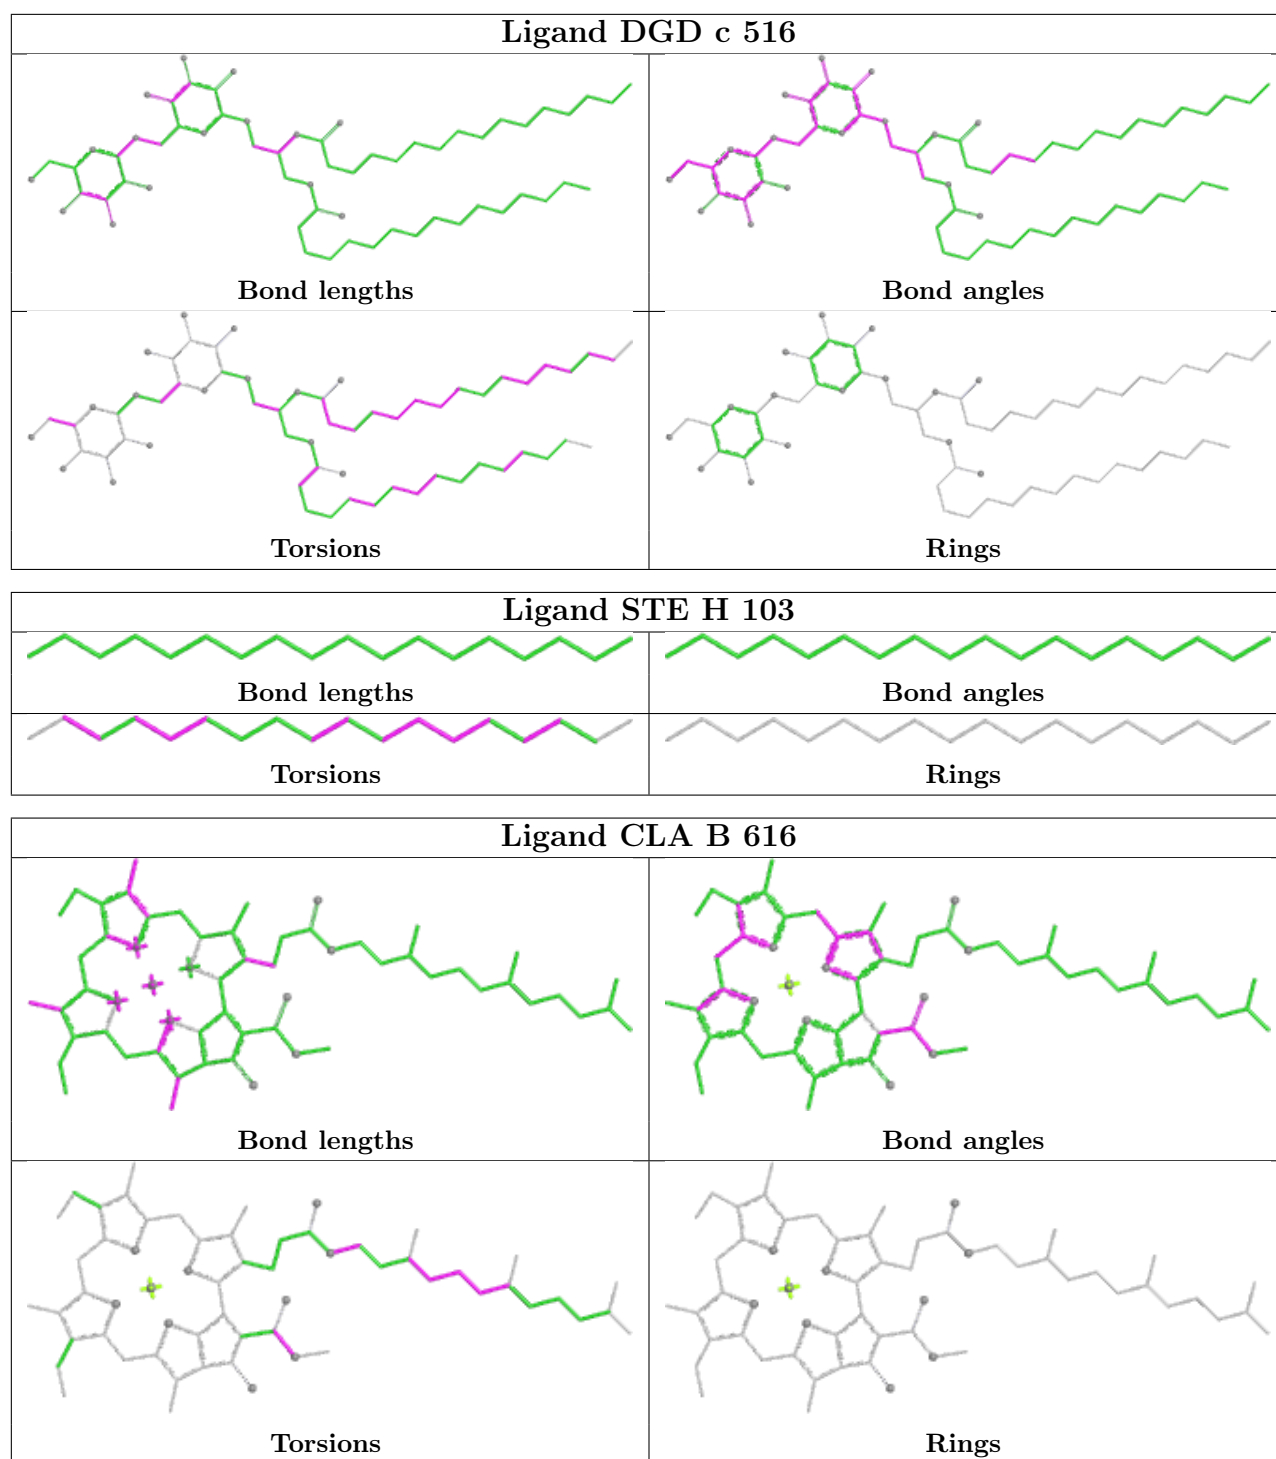 Ligand DGD c 516
Bond lengths
Bond angles
Torsions
Rings
Ligand STE H 103
Bond lengths
Bond angles
Torsions
Rings
Ligand CLA B 616
Bond lengths
Bond angles
Torsions
Rings